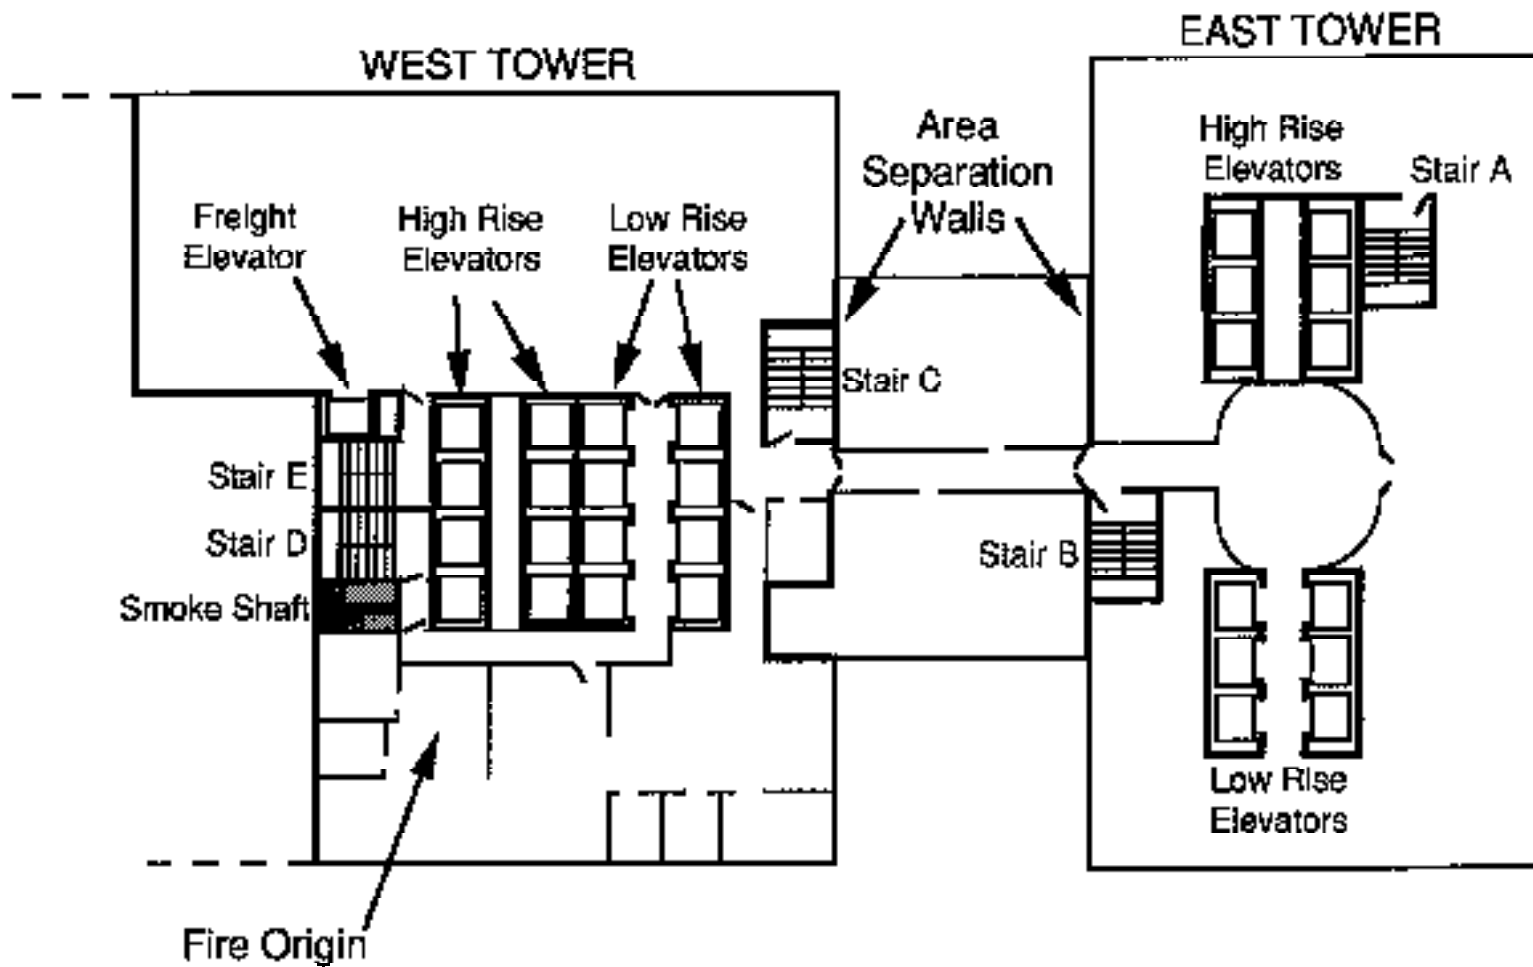 EAST TOWER
WEST TOWER
Area
Separation
Walls
High Rise
Elevators
Stair A
Freight
Elevator
High Rise
Elevators
Low Rise
Elevators
Stair C
Stair E
Stair D
Stair B
Smoke Shaft
Low Rise
Elevators
Fire Origin